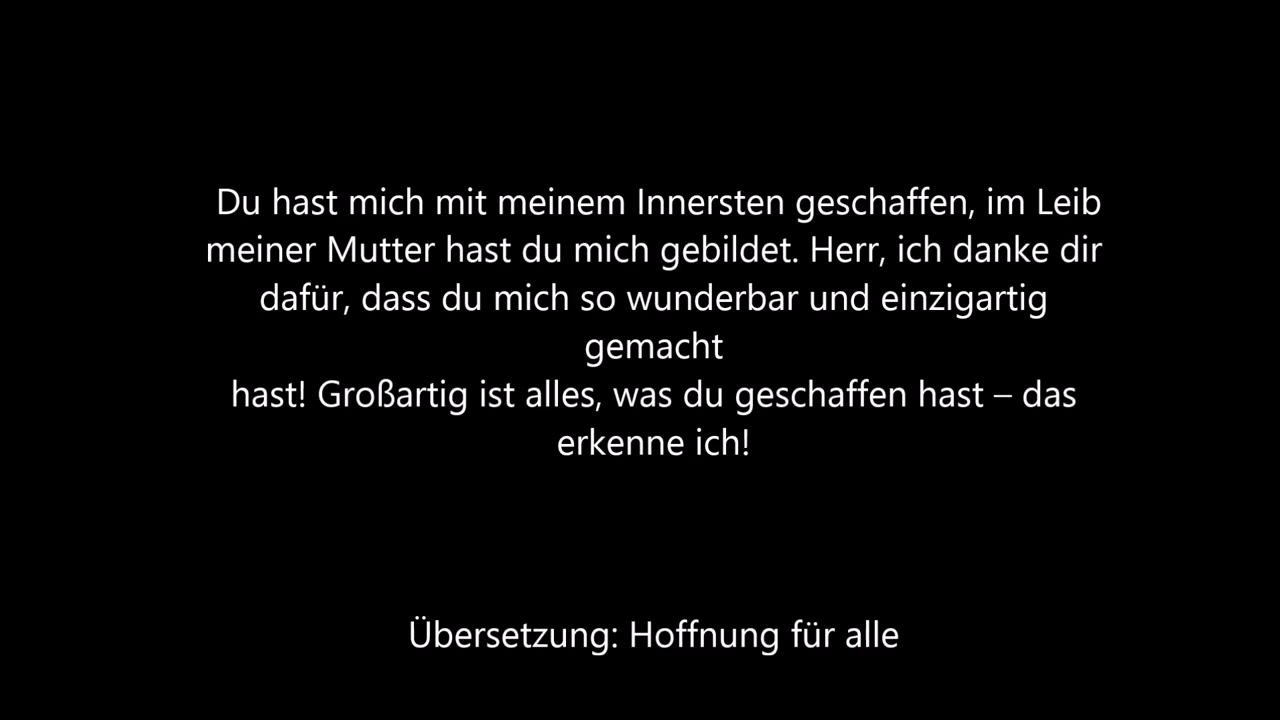 Du hast mich mit meinem Innersten geschaffen, im Leib
meiner Mutter hast du mich gebildet. Herr, ich danke dir
dafür, dass du mich so wunderbar und einzigartig
gemacht
hast! Großartig ist alles, was du geschaffen hast – das
erkenne ich!
Übersetzung: Hoffnung für alle